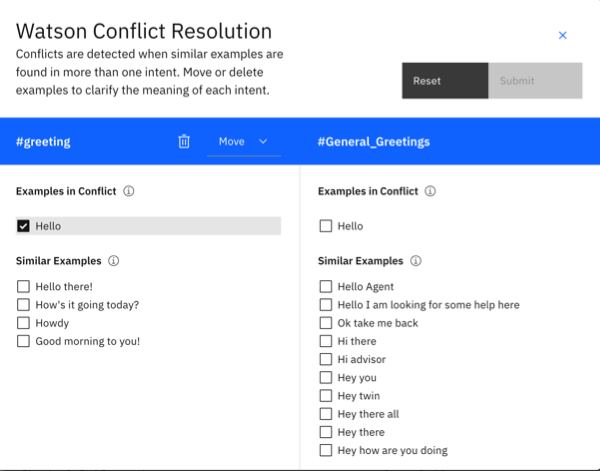 Watson Conflict Resolution
Conflicts are detected when similar examples are
found in more than one intent. Move or delete
examples to clarify the meaning of each intent.
Reset
Submit
#greeting
Move
#General_Greetings
Examples in Conflict
Hello
Similar Examples
Hello there!
How's it going today?
Howdy
Good morning to you!
Examples in Conflict
Hello
Similar Examples
Hello Agent
Hello I am looking for some help here
Ok take me back
Hi there
Hi advisor
Hey you
Hey twin
Hey there all
Hey there
Hey how are you doing